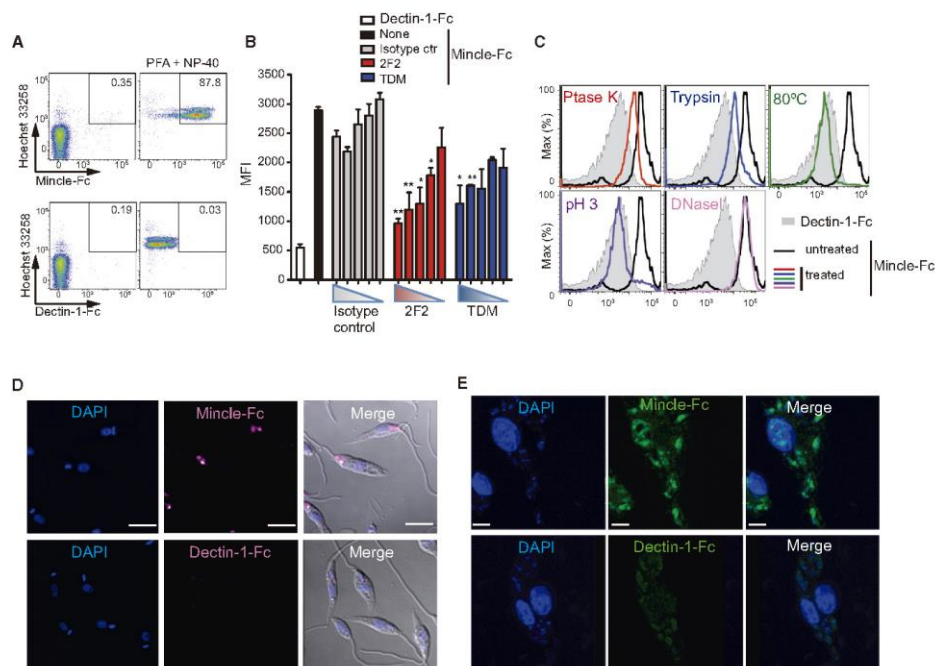 A
PFA + NP-40
0.35
87.8
Hoechst 33258
Mincle-Fc
0.19
0.03
Hoechst 33258
Dectin-1-Fc
B
Dectin-1-Fc
None
Isotype ctr
2F2
TDM
Mincle-Fc
3500
3000
2500
2000
1500
1000
500
0
MFI
** ** * *
* **
Isotype
control
2F2
TDM
C
Ptase K
Trypsin
80ºC
100
Max (%)
0
pH 3
DNaseI
100
Max (%)
0
Dectin-1-Fc
untreated
treated
Mincle-Fc
D
DAPI
Mincle-Fc
Merge
DAPI
Dectin-1-Fc
Merge
E
DAPI
Mincle-Fc
Merge
DAPI
Dectin-1-Fc
Merge